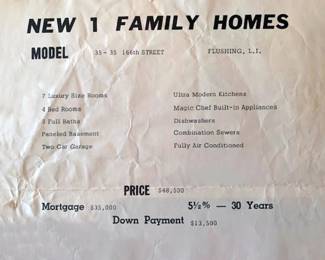 NEW 1 FAMILY HOMES
MODEL 35-35 166th STREET FLUSHING, L.I.
7 Luxury Size Rooms Ultra Modern Kitchens
4 Bed Rooms Magic Chef Built-in Appliances
3 Full Baths Dishwashers
Paneled Basement Combination Sewers
Two Car Garage Fully Air Conditioned
PRICE $48,500
Mortgage $35,000 5½% — 30 Years
Down Payment $13,500